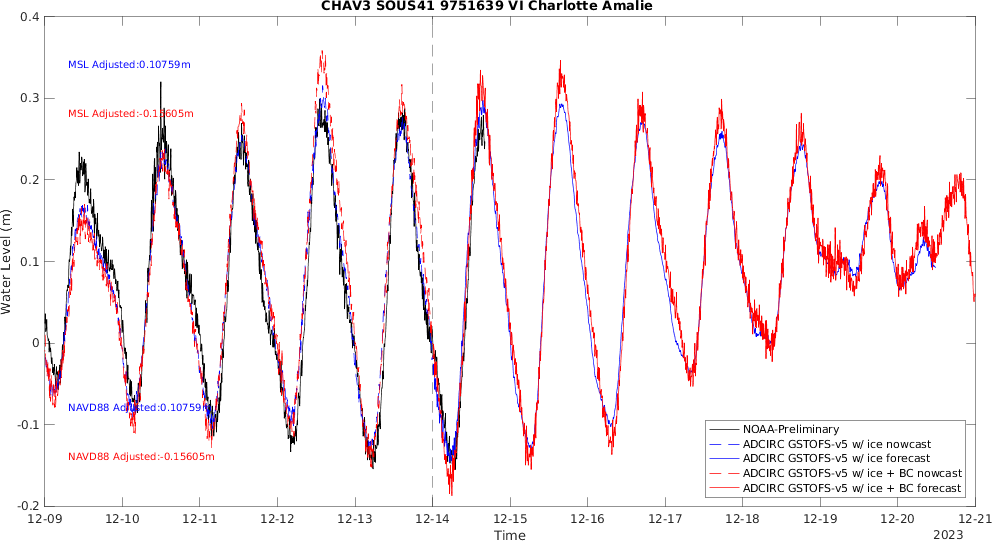 CHAV3 SOUS41 9751639 VI Charlotte Amalie
0.4
0.3
0.2
0.1
0
-0.1
-0.2
Water Level (m)
MSL Adjusted:0.10759m
MSL Adjusted:-0.15605m
NAVD88 Adjusted:0.10759m
NAVD88 Adjusted:-0.15605m
NOAA-Preliminary
ADCIRC GSTOFS-v5 w/ ice nowcast
ADCIRC GSTOFS-v5 w/ ice forecast
ADCIRC GSTOFS-v5 w/ ice + BC nowcast
ADCIRC GSTOFS-v5 w/ ice + BC forecast
12-09 12-10 12-11 12-12 12-13 12-14 12-15 12-16 12-17 12-18 12-19 12-20 12-21
Time
2023